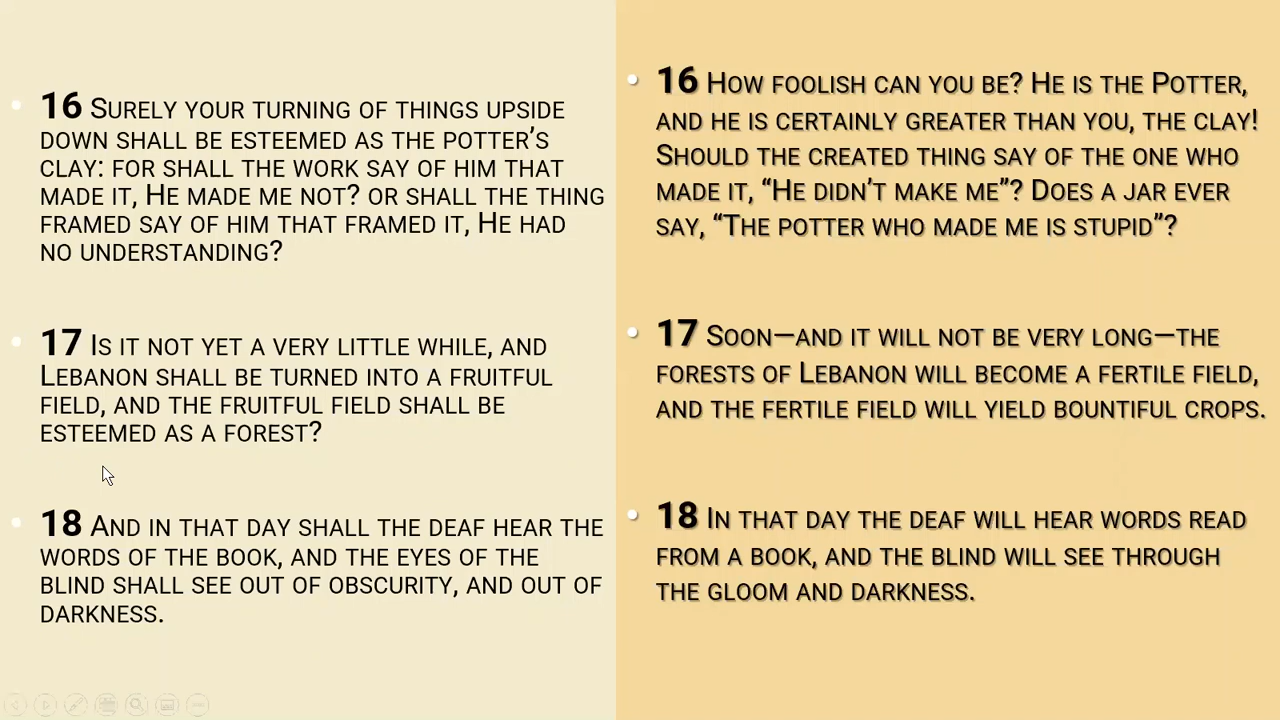 16 Surely your turning of things upside
down shall be esteemed as the potter’s
clay: for shall the work say of him that
made it, He made me not? or shall the thing
framed say of him that framed it, He had
no understanding?
17 Is it not yet a very little while, and
Lebanon shall be turned into a fruitful
field, and the fruitful field shall be
esteemed as a forest?
18 And in that day shall the deaf hear the
words of the book, and the eyes of the
blind shall see out of obscurity, and out of
darkness.
16 How foolish can you be? He is the Potter,
and he is certainly greater than you, the clay!
Should the created thing say of the one who
made it, “He didn’t make me”? Does a jar ever
say, “The potter who made me is stupid”?
17 Soon—and it will not be very long—the
forests of Lebanon will become a fertile field,
and the fertile field will yield bountiful crops.
18 In that day the deaf will hear words read
from a book, and the blind will see through
the gloom and darkness.